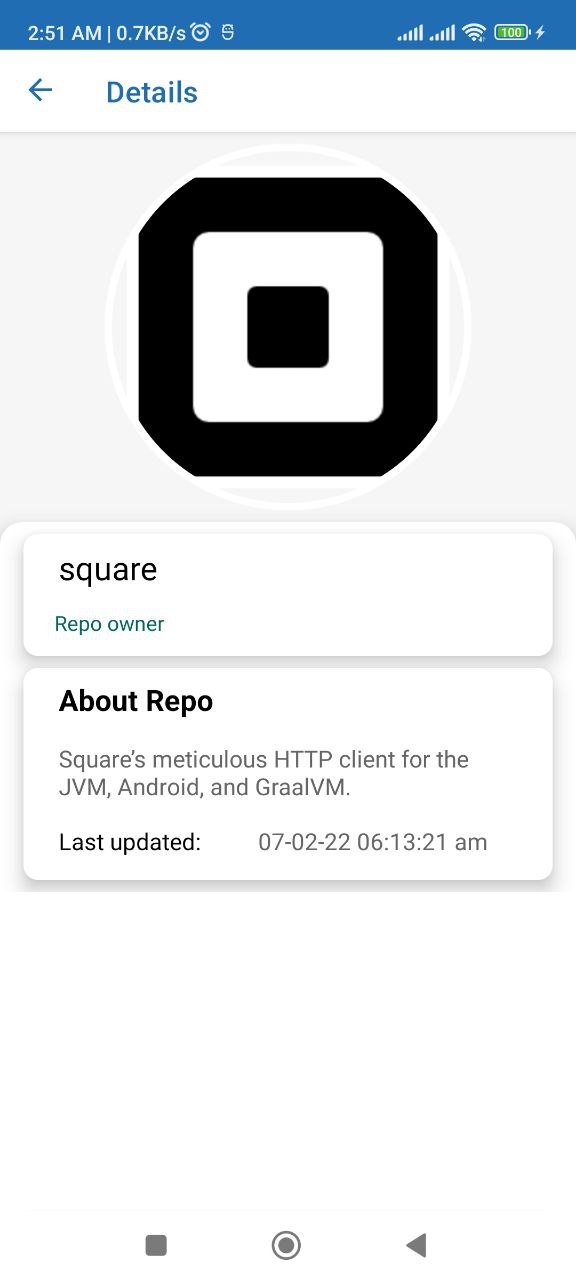 2:51 AM | 0.7KB/s
100
Details
square
Repo owner
About Repo
Square’s meticulous HTTP client for the
JVM, Android, and GraalVM.
Last updated: 07-02-22 06:13:21 am